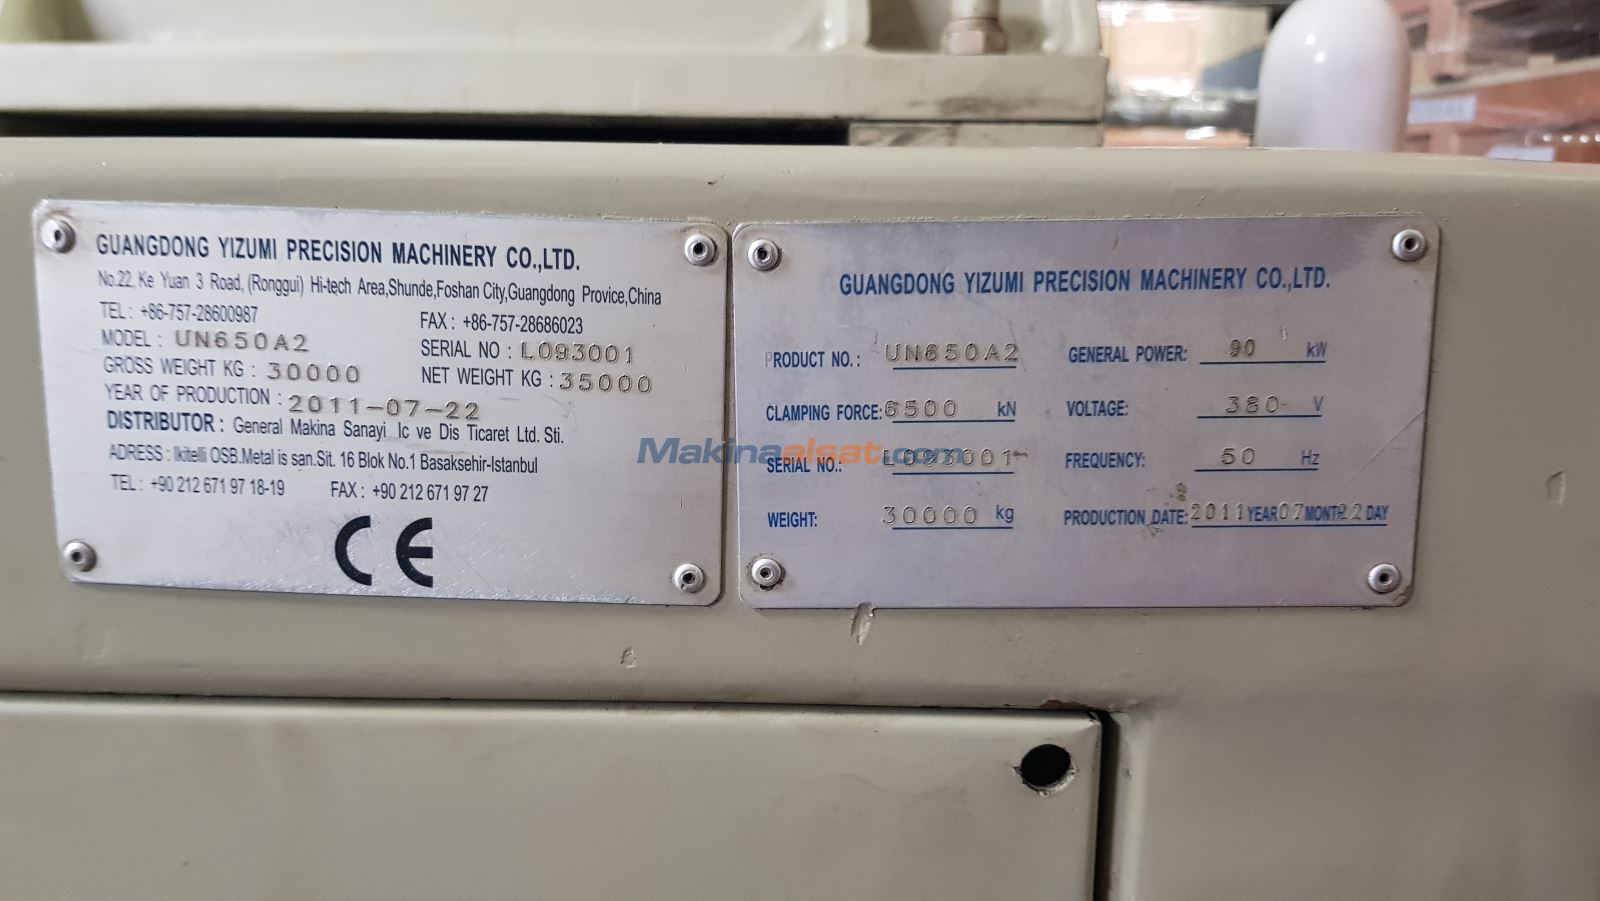 GUANGDONG YIZUMI PRECISION MACHINERY CO.,LTD.
No.22, Ke Yuan 3 Road, (Ronggui) Hi-tech Area,Shunde,Foshan City,Guangdong Provice,China
TEL: +86-757-28600987 FAX: +86-757-28686023
MODEL: UN650A2 SERIAL NO: L093001
GROSS WEIGHT KG: 30000 NET WEIGHT KG: 35000
YEAR OF PRODUCTION: 2011-07-22
DISTRIBUTOR: General Makina Sanayi Ic ve Dis Ticaret Ltd. Sti.
ADRESS: Ikitelli OSB.Metal is san.Sit. 16 Blok No.1 Basaksehir-Istanbul
TEL: +90 212 671 97 18-19 FAX: +90 212 671 97 27
CE
GUANGDONG YIZUMI PRECISION MACHINERY CO.,LTD.
PRODUCT NO.: UN650A2 GENERAL POWER: 90 kW
CLAMPING FORCE: 6500 kN VOLTAGE: 380 V
SERIAL NO.: L093001 FREQUENCY: 50 Hz
WEIGHT: 30000 kg PRODUCTION DATE: 2011 YEAR 07 MONTH 22 DAY
Makinaalsat.com